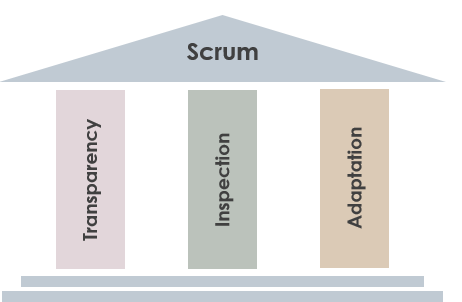 Scrum
Transparency
Inspection
Adaptation